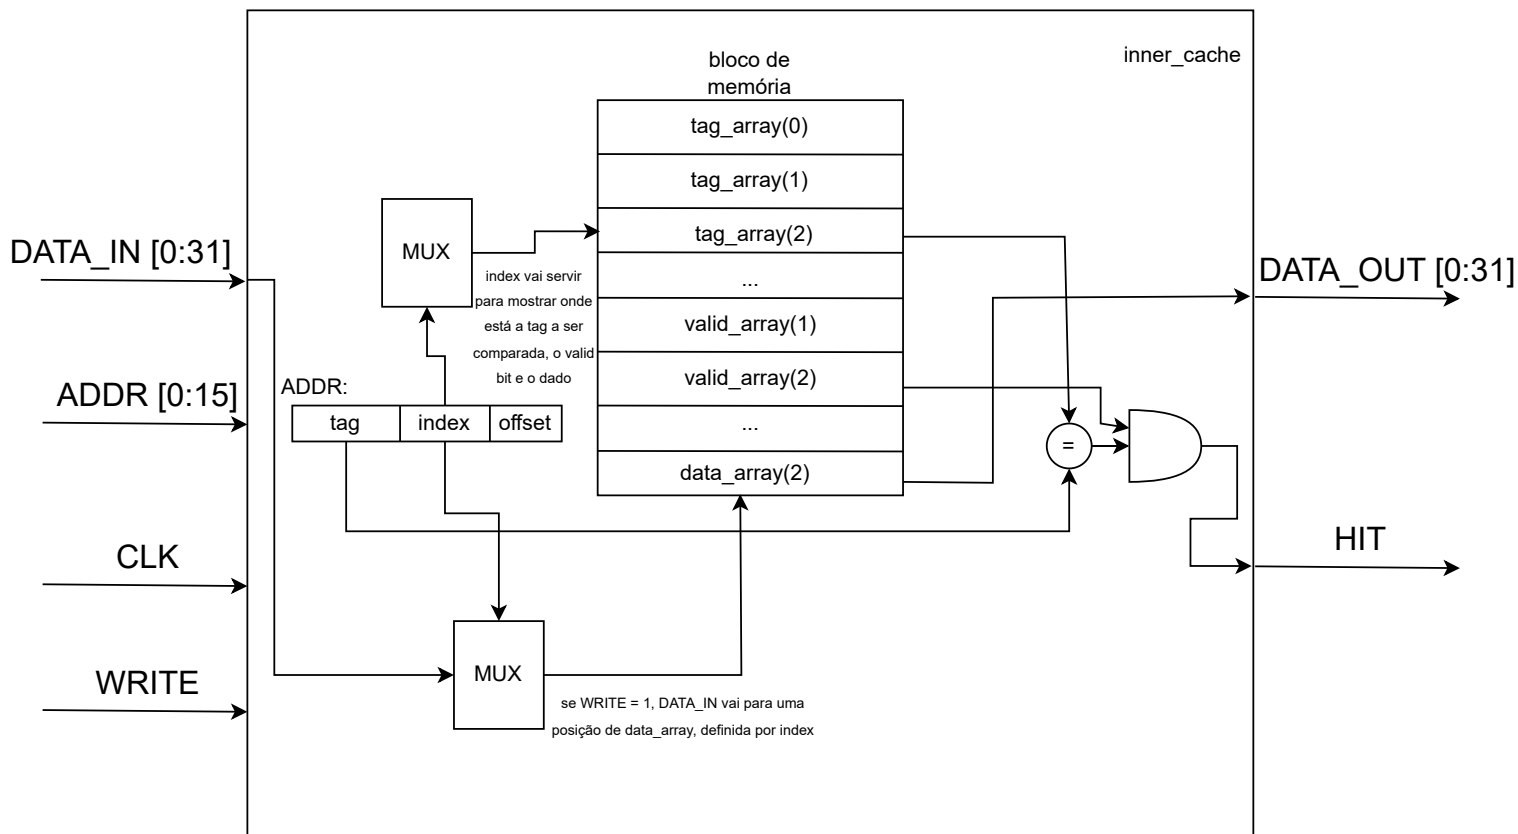 inner_cache
bloco de
memória
tag_array(0)
tag_array(1)
tag_array(2)
...
valid_array(1)
valid_array(2)
...
data_array(2)
MUX
index vai servir
para mostrar onde
está a tag a ser
comparada, o valid
bit e o dado
DATA_IN [0:31]
ADDR [0:15]
CLK
WRITE
ADDR:
tag
index
offset
MUX
se WRITE = 1, DATA_IN vai para uma
posição de data_array, definida por index
=
DATA_OUT [0:31]
HIT